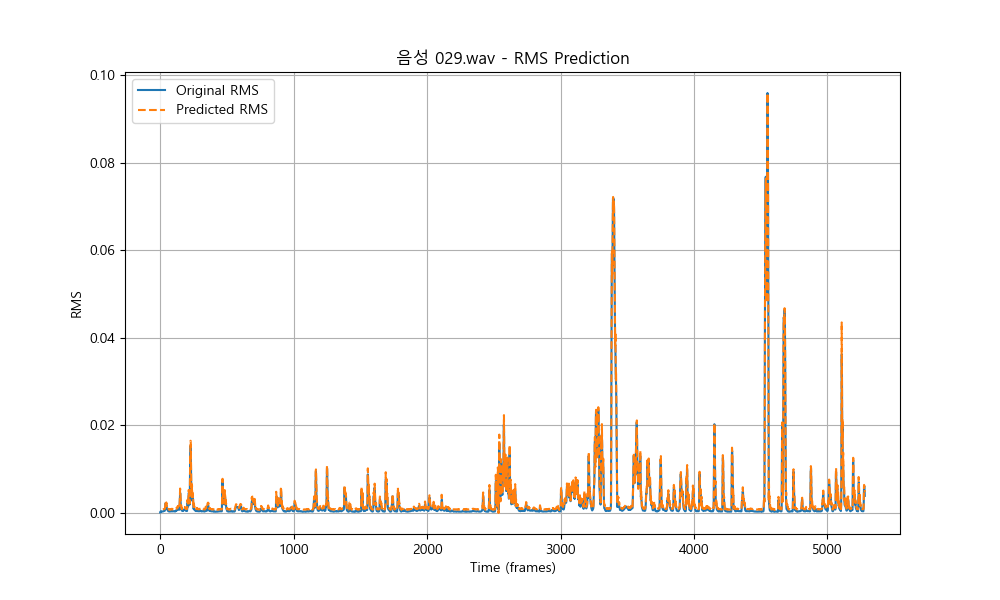 음성 029.wav - RMS Prediction
Original RMS
Predicted RMS
0.10
0.08
0.06
0.04
0.02
0.00
RMS
0 1000 2000 3000 4000 5000
Time (frames)